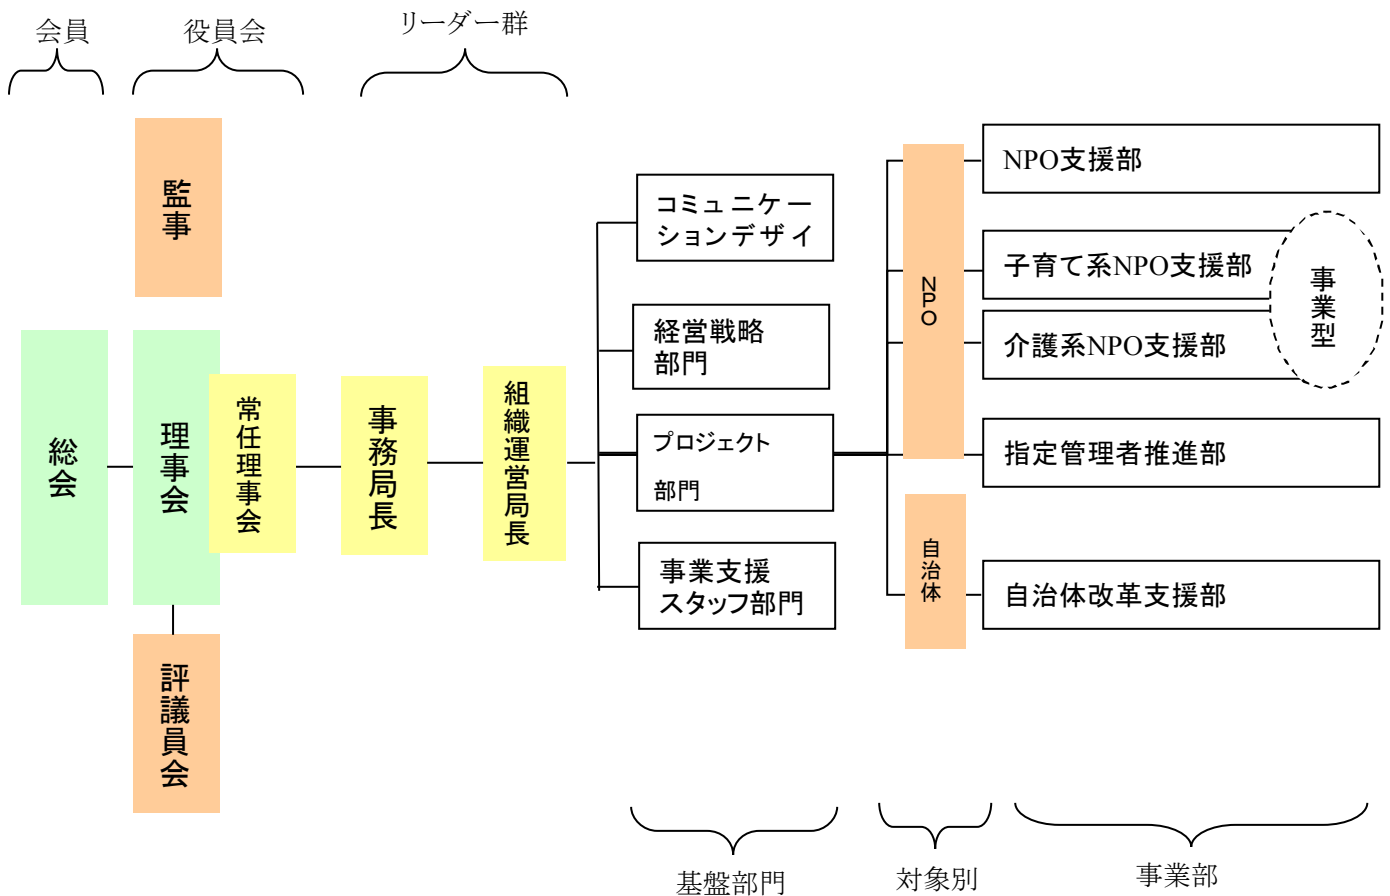 会員
役員会
リーダー群
監事
総会
理事会
常任理事会
評議員会
事務局長
組織運営局長
コミュニケー
ションデザイ
経営戦略
部門
プロジェクト
部門
事業支援
スタッフ部門
NPO
自治体
NPO支援部
子育て系NPO支援部
介護系NPO支援部
事業型
指定管理者推進部
自治体改革支援部
基盤部門
対象別
事業部